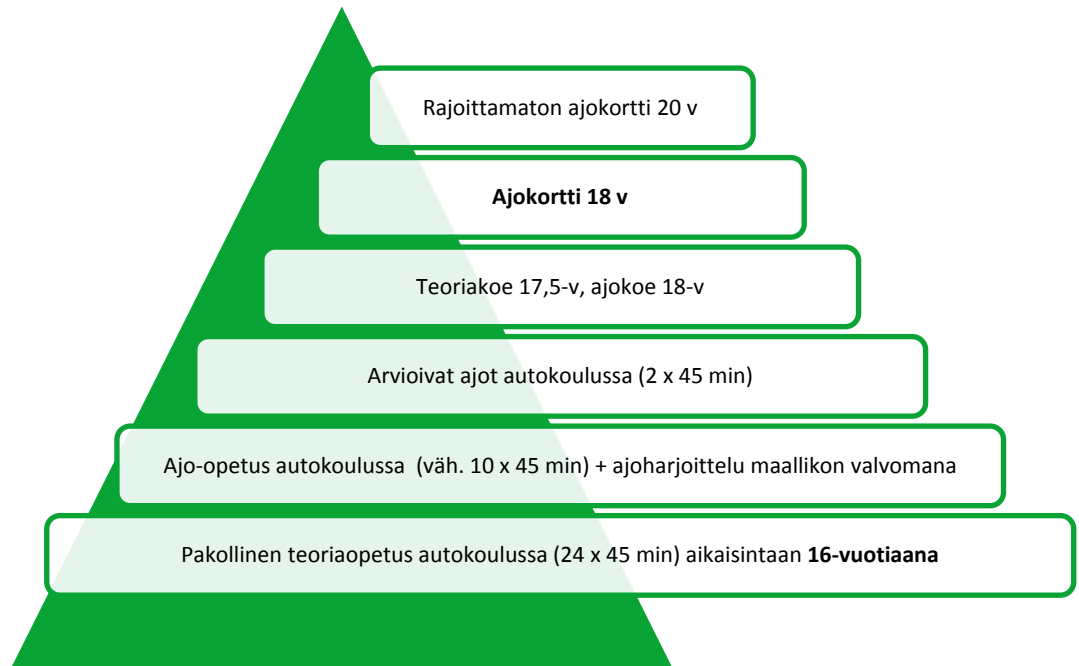 Rajoittamaton ajokortti 20 v
Ajokortti 18 v
Teoriakoe 17,5-v, ajokoe 18-v
Arvioivat ajot autokoulussa (2 x 45 min)
Ajo-opetus autokoulussa  (väh. 10 x 45 min) + ajoharjoittelu maallikon valvomana
Pakollinen teoriaopetus autokoulussa (24 x 45 min) aikaisintaan 16-vuotiaana